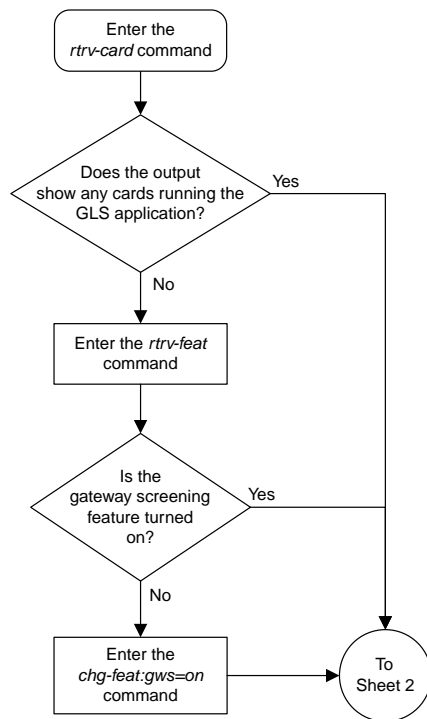 Enter the
rtrv-card command
Does the output
show any cards running the
GLS application?
Yes
No
Enter the rtrv-feat
command
Is the
gateway screening
feature turned
on?
Yes
No
Enter the
chg-feat:gws=on
command
To
Sheet 2